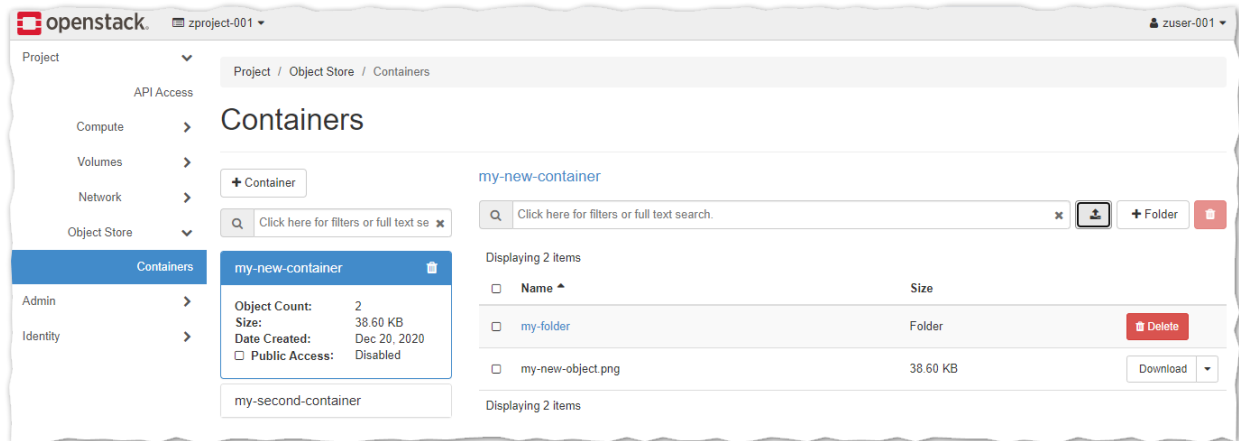 openstack. zproject-001 zuser-001
Project
API Access
Compute
Volumes
Network
Object Store
Containers
Admin
Identity
Project / Object Store / Containers
Containers
+ Container
Click here for filters or full text se
my-new-container
Object Count: 2
Size: 38.60 KB
Date Created: Dec 20, 2020
Public Access: Disabled
my-second-container
my-new-container
Click here for filters or full text search.
+ Folder
Displaying 2 items
Name Size
my-folder Folder Delete
my-new-object.png 38.60 KB Download
Displaying 2 items